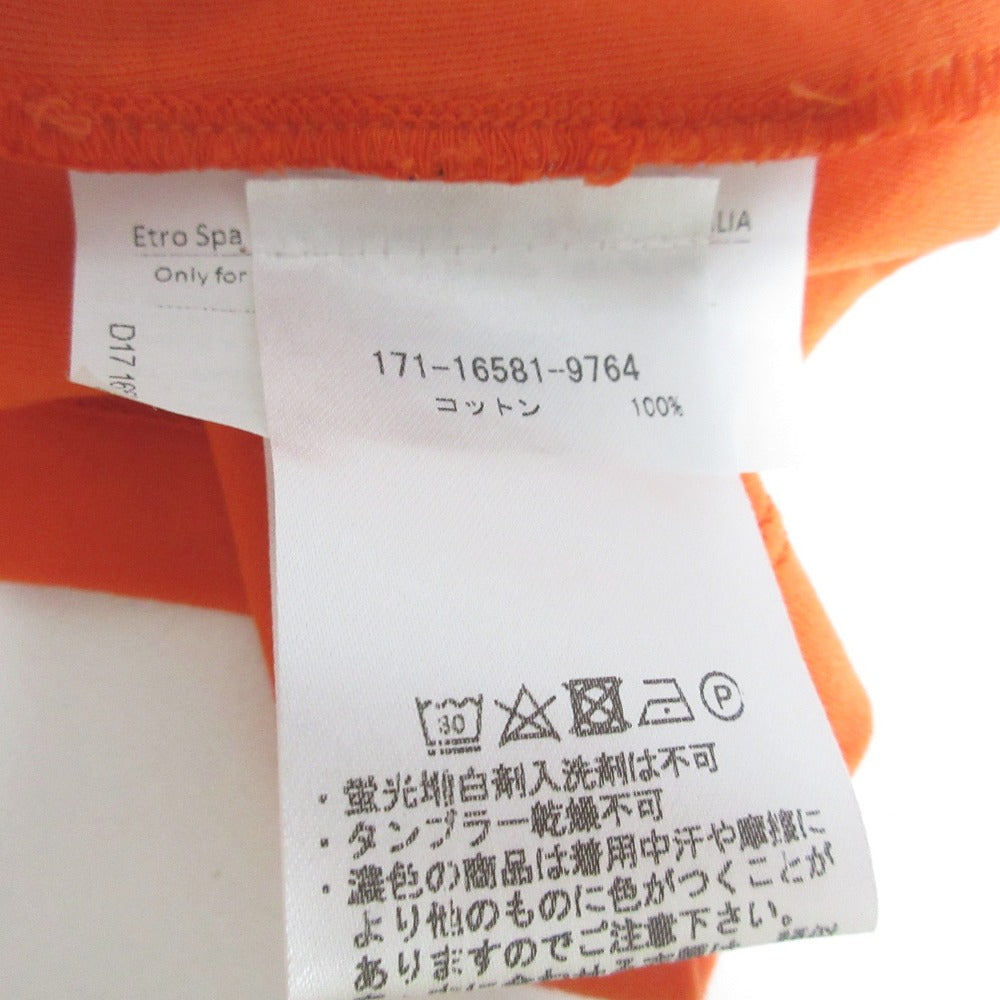 Etro Spa
LIA
Only for
D17 16
171-16581-9764
コットン 100%
30
P
・蛍光増白剤入洗剤は不可
・タンブラー乾燥不可
・濃色の商品は着用中汗や摩擦に
より他のものに色がつくことが
ありますのでご注意下さい。